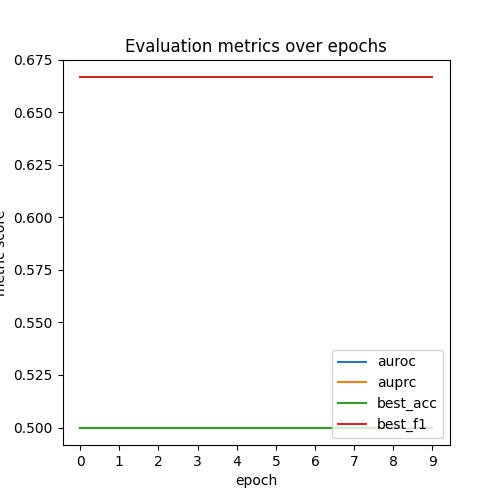 Evaluation metrics over epochs
metric score
0.675
0.650
0.625
0.600
0.575
0.550
0.525
0.500
auroc
auprc
best_acc
best_f1
0 1 2 3 4 5 6 7 8 9
epoch